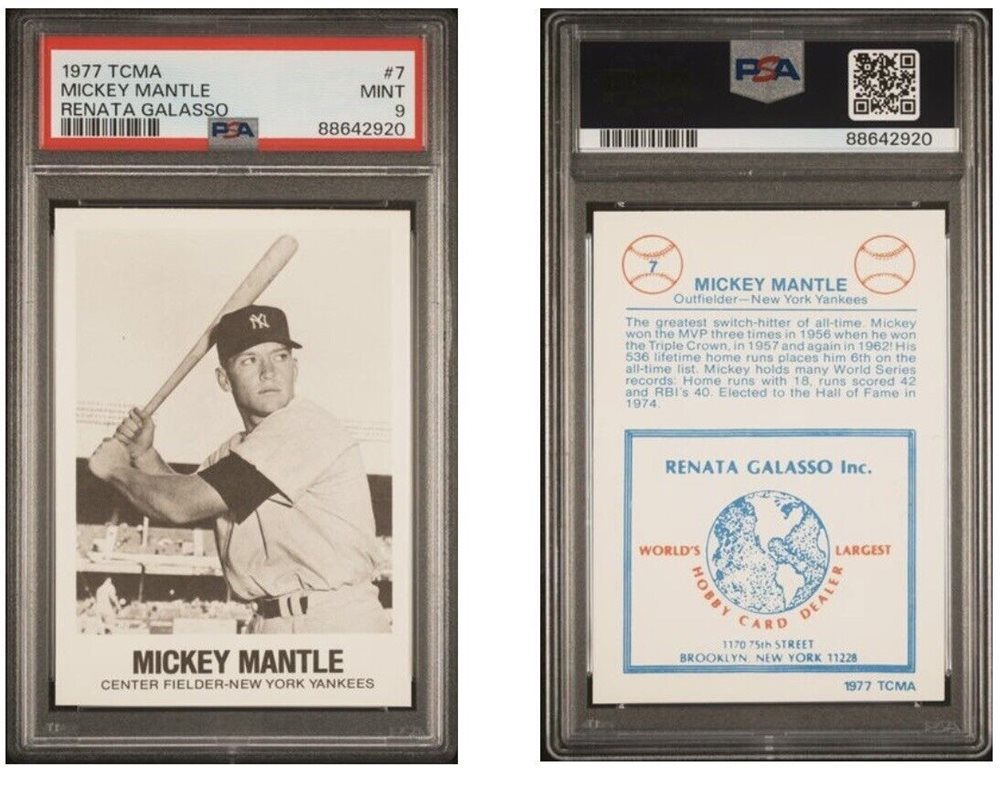 1977 TCMA #7
MICKEY MANTLE MINT
RENATA GALASSO 9
PSA 88642920
NY
MICKEY MANTLE
CENTER FIELDER-NEW YORK YANKEES
PSA
88642920
7
MICKEY MANTLE
Outfielder—New York Yankees
The greatest switch-hitter of all-time. Mickey
won the MVP three times in 1956 when he won
the Triple Crown, in 1957 and again in 1962! His
536 lifetime home runs places him 6th on the
all-time list. Mickey holds many World Series
records: Home runs with 18, runs scored 42
and RBI's 40. Elected to the Hall of Fame in
1974.
RENATA GALASSO Inc.
WORLD'S LARGEST
HOBBY CARD DEALER
1170 75th STREET
BROOKLYN, NEW YORK 11228
1977 TCMA